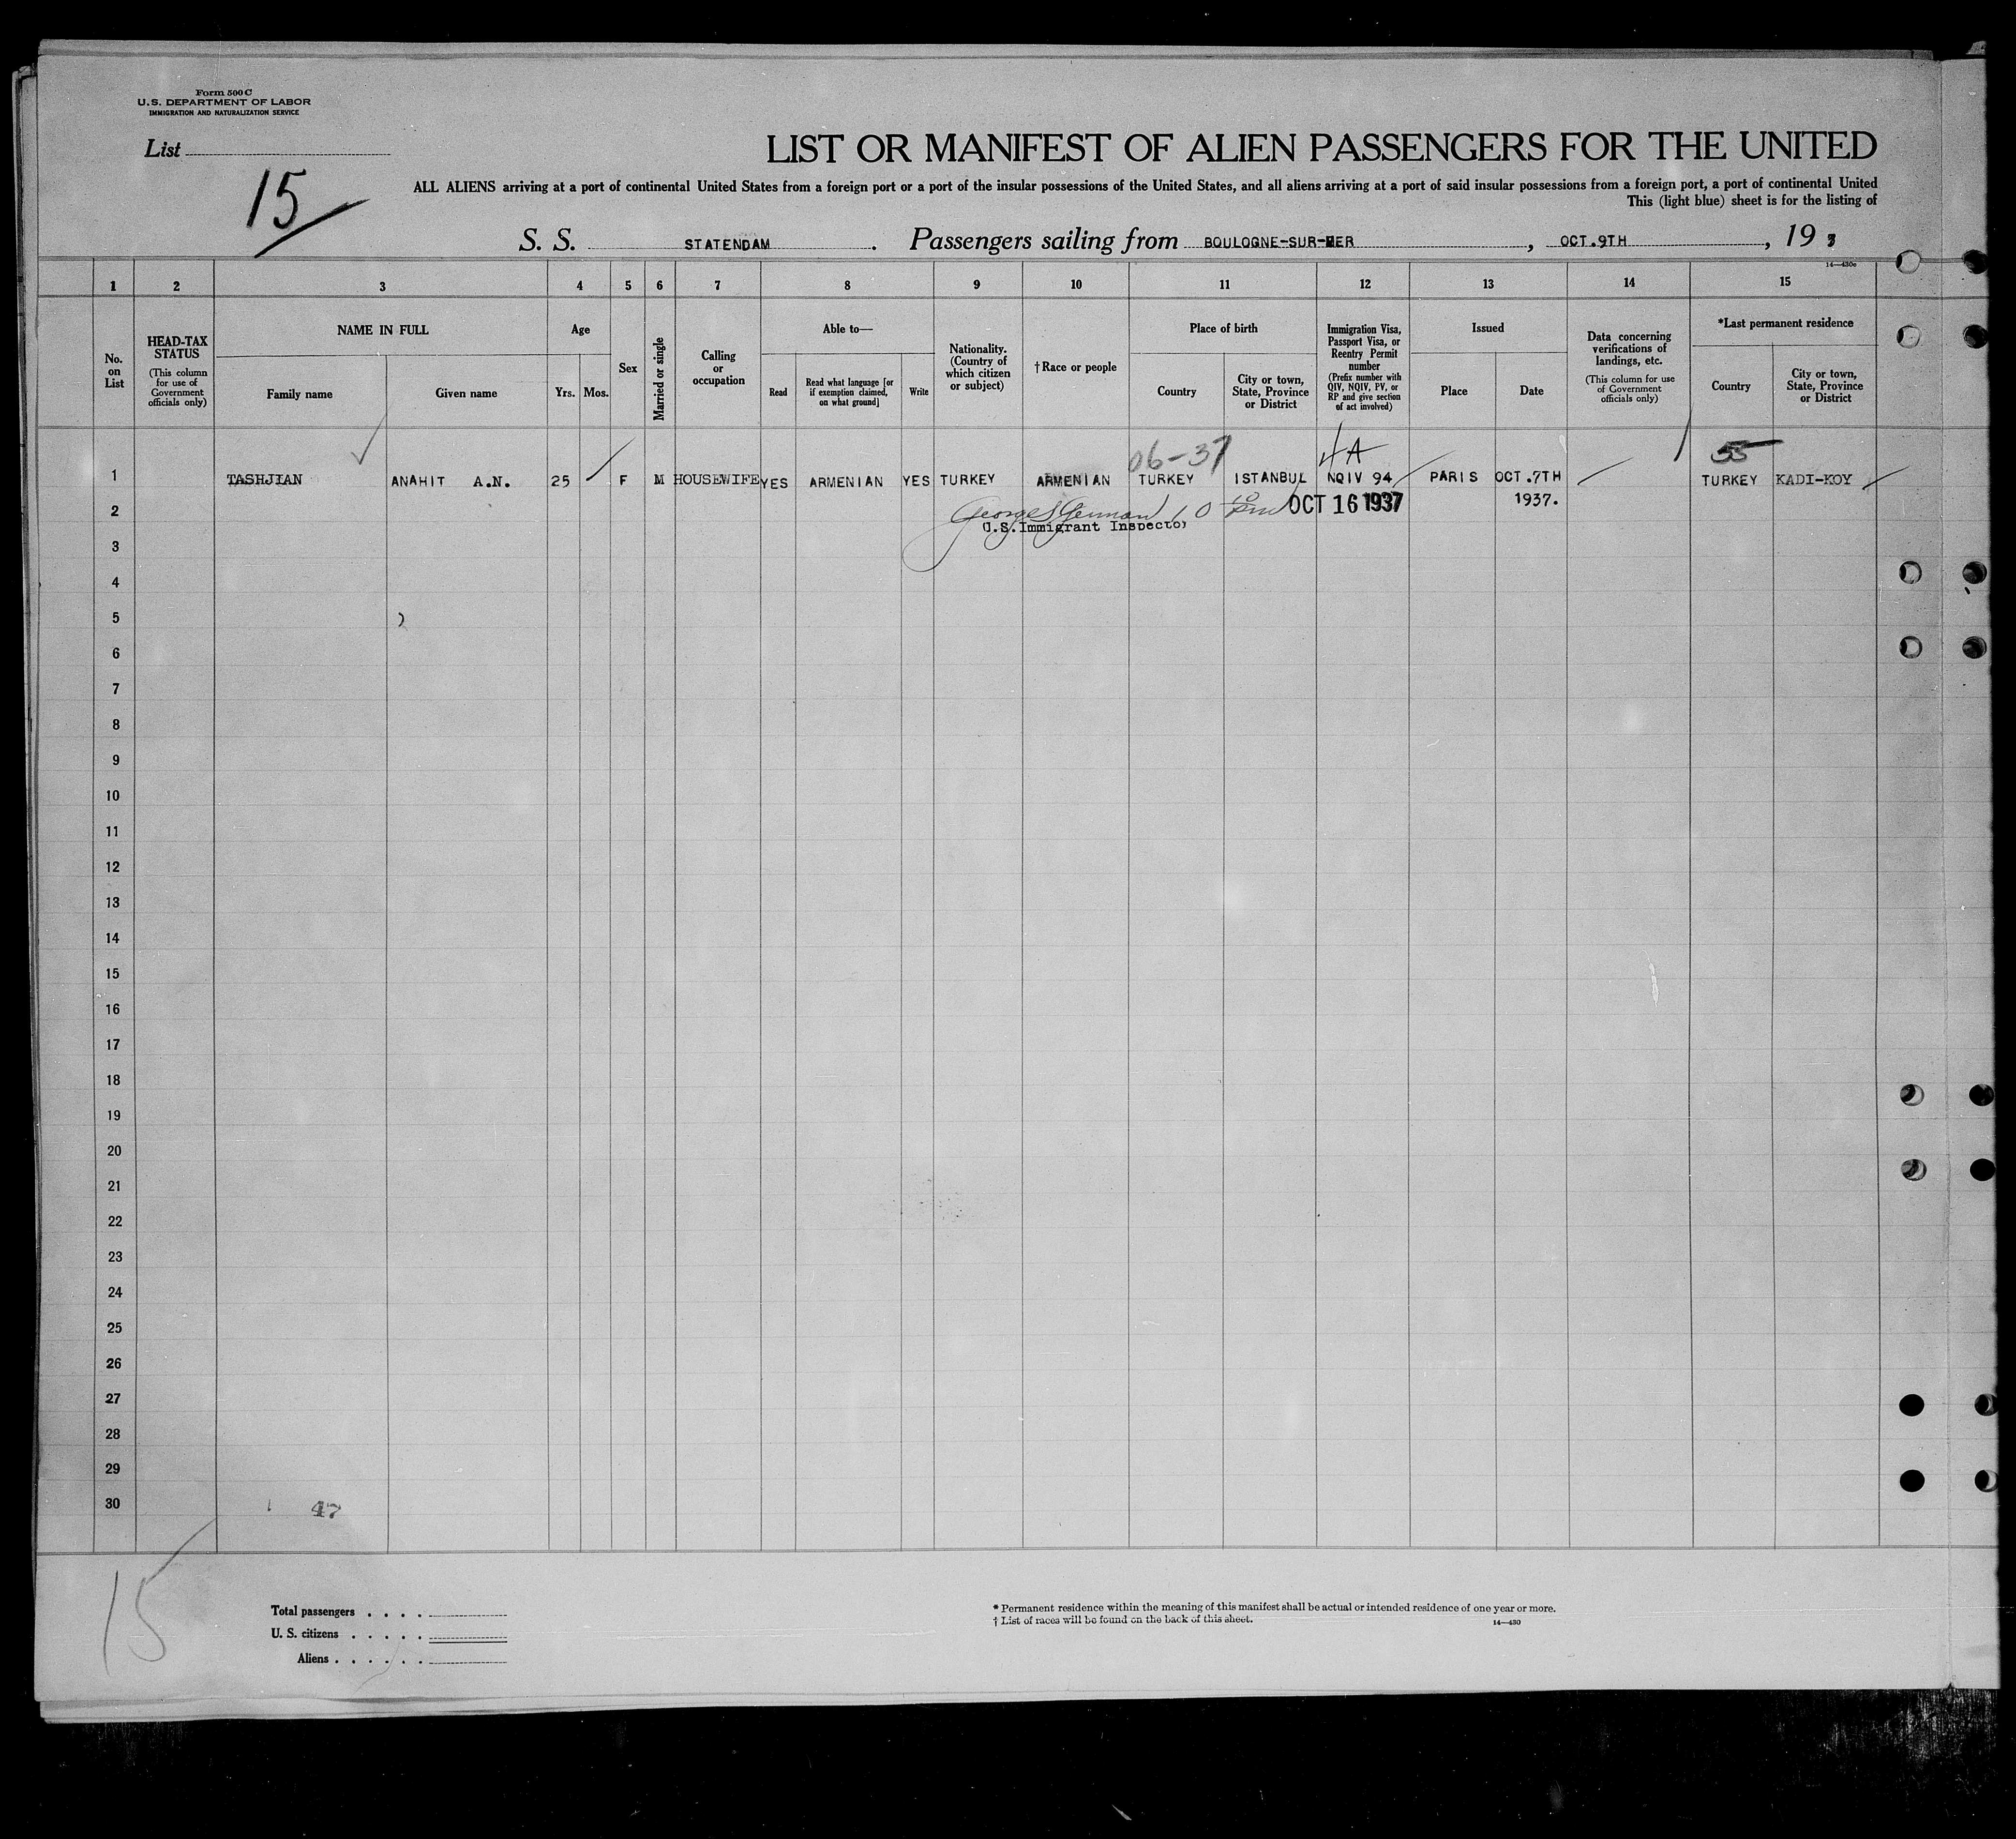 Form 500 C
U.S. DEPARTMENT OF LABOR
IMMIGRATION AND NATURALIZATION SERVICE
List
15
LIST OR MANIFEST OF ALIEN PASSENGERS FOR THE UNITED
ALL ALIENS arriving at a port of continental United States from a foreign port or a port of the insular possessions of the United States, and all aliens arriving at a port of said insular possessions from a foreign port, a port of continental United
This (light blue) sheet is for the listing of
S. S. STATENDAM. Passengers sailing from BOULOGNE-SUR-MER, OCT.9TH, 193
14—430c
1 2 3 4 5 6 7 8 9 10 11 12 13 14 15
No. on List
HEAD-TAX STATUS
(This column for use of Government officials only)
NAME IN FULL
Family name
Given name
Age
Yrs.
Mos.
Sex
Married or single
Calling or occupation
Able to—
Read
Read what language [or if exemption claimed, on what ground]
Write
Nationality. (Country of which citizen or subject)
†Race or people
Place of birth
Country
City or town, State, Province or District
Immigration Visa, Passport Visa, or Reentry Permit number
(Prefix number with QIV, NQIV, PV, or RP and give section of act involved)
Issued
Place
Date
Data concerning verifications of landings, etc.
(This column for use of Government officials only)
*Last permanent residence
Country
City or town, State, Province or District
06-37
4A
55
1 TASHJIAN ANAHIT A.N. 25 F M HOUSEWIFE YES ARMENIAN YES TURKEY ARMENIAN TURKEY ISTANBUL NQIV 94 PARIS OCT.7TH TURKEY KADI-KOY
2 OCT 16 1937 1937.
U.S.Immigrant Inspector
3
4
5
6
7
8
9
10
11
12
13
14
15
16
17
18
19
20
21
22
23
24
25
26
27
28
29
30 47
15
Total passengers . . . .
U. S. citizens . . . . .
Aliens . . . . . .
* Permanent residence within the meaning of this manifest shall be actual or intended residence of one year or more.
† List of races will be found on the back of this sheet.
14—430